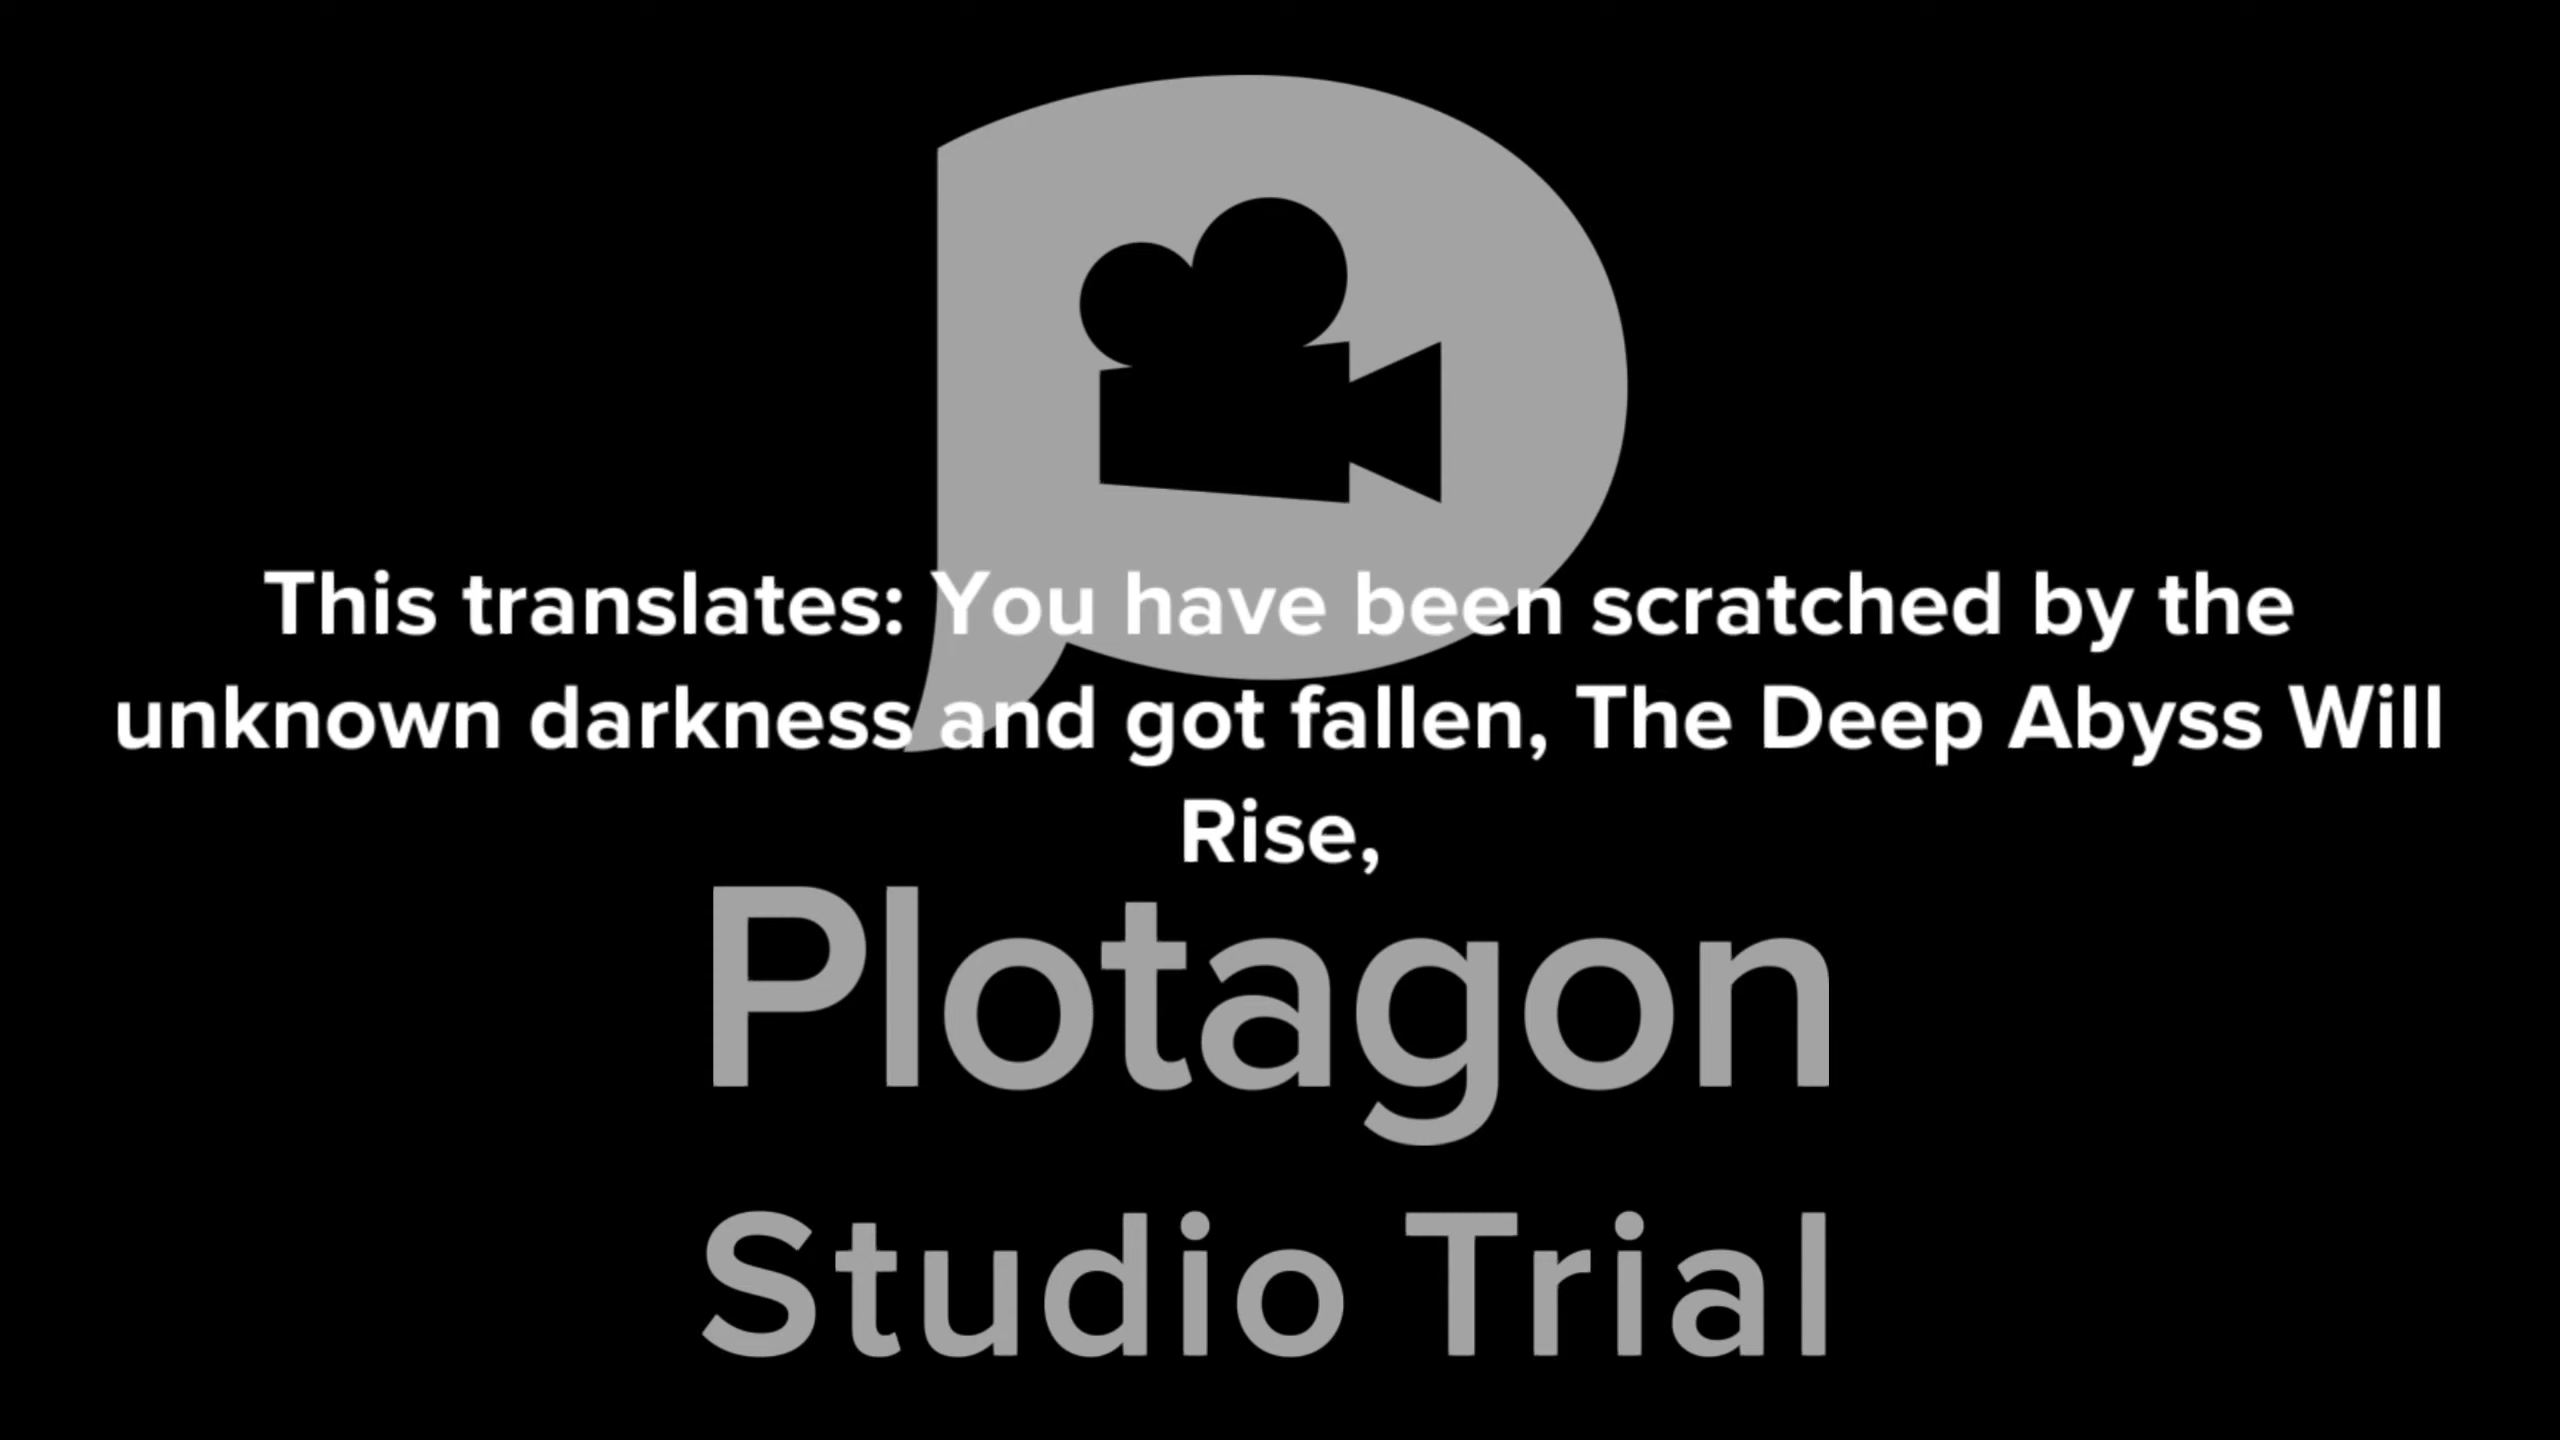 This translates: You have been scratched by the
unknown darkness and got fallen, The Deep Abyss Will
Rise,
Plotagon
Studio Trial